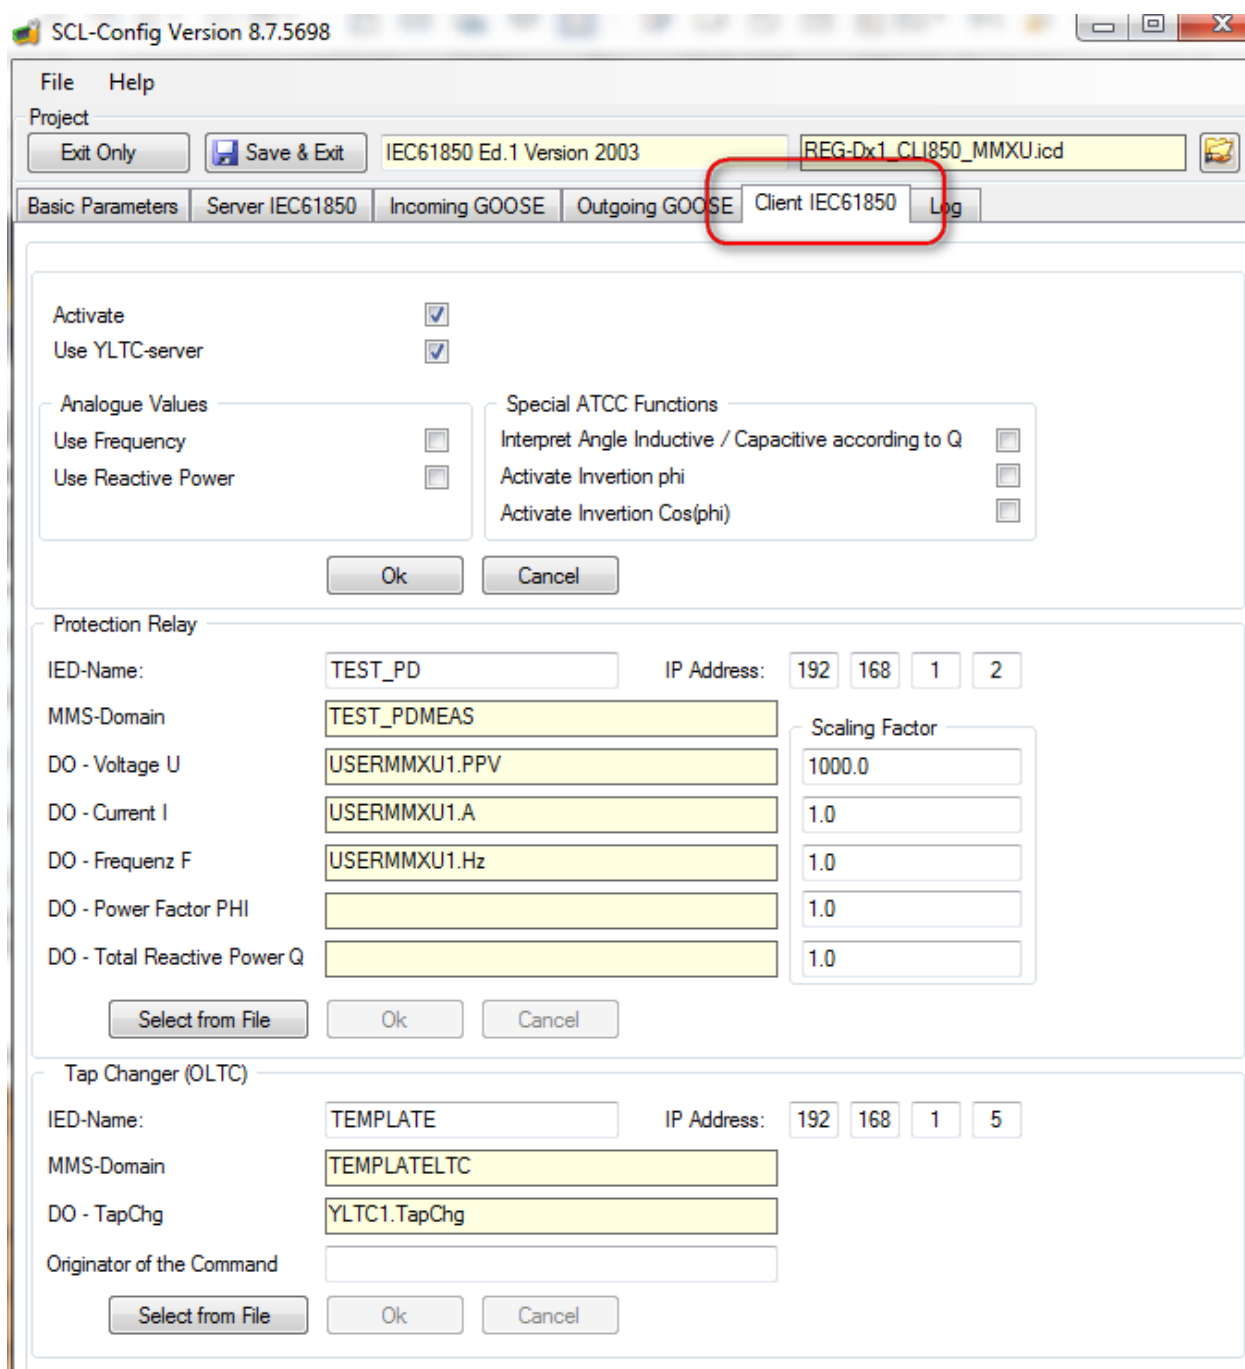 SCL-Config Version 8.7.5698
File Help
Project
Exit Only Save & Exit IEC61850 Ed.1 Version 2003 REG-Dx1_CLI850_MMXU.icd
Basic Parameters Server IEC61850 Incoming GOOSE Outgoing GOOSE Client IEC61850 Log
Activate
Use YLTC-server
Analogue Values Special ATCC Functions
Use Frequency Interpret Angle Inductive / Capacitive according to Q
Use Reactive Power Activate Invertion phi
Activate Invertion Cos(phi)
Ok Cancel
Protection Relay
IED-Name: TEST_PD IP Address: 192 168 1 2
MMS-Domain TEST_PDMEAS Scaling Factor
DO - Voltage U USERMMXU1.PPV 1000.0
DO - Current I USERMMXU1.A 1.0
DO - Frequenz F USERMMXU1.Hz 1.0
DO - Power Factor PHI 1.0
DO - Total Reactive Power Q 1.0
Select from File Ok Cancel
Tap Changer (OLTC)
IED-Name: TEMPLATE IP Address: 192 168 1 5
MMS-Domain TEMPLATELTC
DO - TapChg YLTC1.TapChg
Originator of the Command
Select from File Ok Cancel